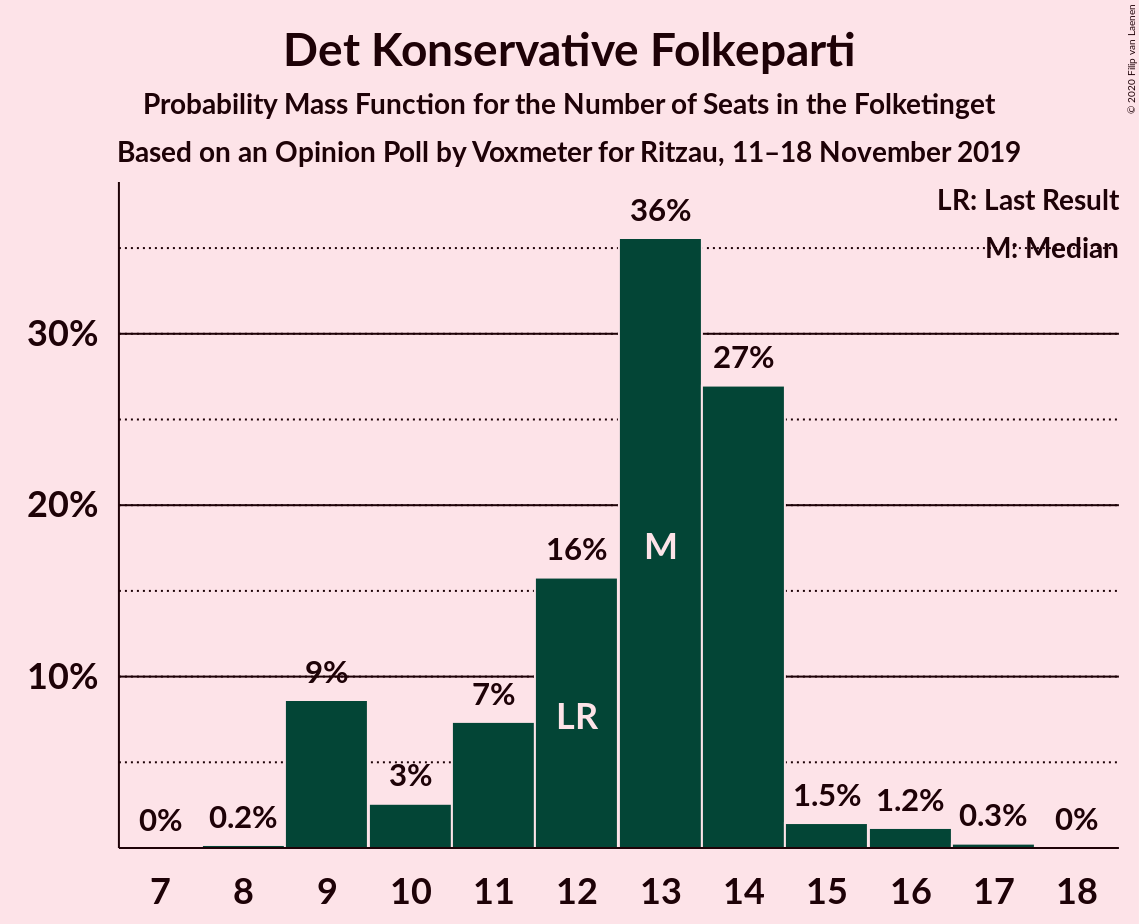 Det Konservative Folkeparti
Probability Mass Function for the Number of Seats in the Folketinget
Based on an Opinion Poll by Voxmeter for Ritzau, 11–18 November 2019
© 2020 Filip van Laenen
LR: Last Result
M: Median
36%
30%
27%
20%
16%
M
10%
9%
7%
LR
3%
0%
0.2%
1.5%
1.2%
0.3%
0%
7 8 9 10 11 12 13 14 15 16 17 18